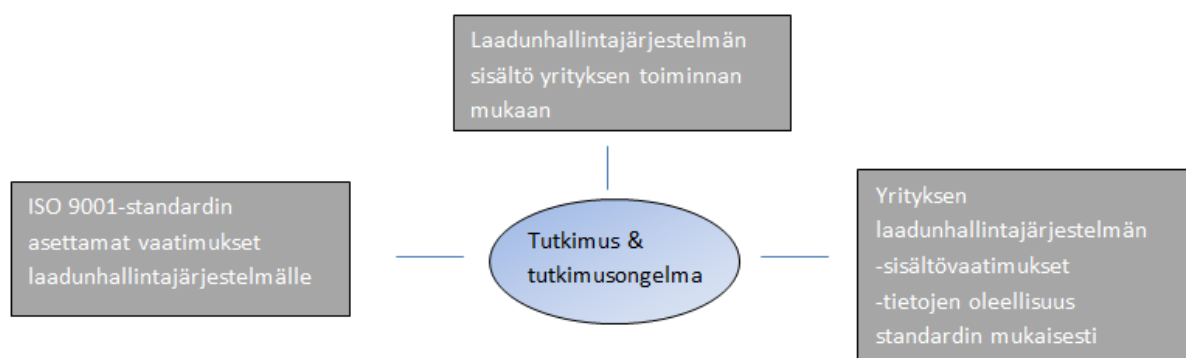 Laadunhallintajärjestelmän
sisältö yrityksen toiminnan
mukaan
ISO 9001-standardin
asettamat vaatimukset
laadunhallintajärjestelmälle
Tutkimus &
tutkimusongelma
Yrityksen
laadunhallintajärjestelmän
-sisältövaatimukset
-tietojen oleellisuus
standardin mukaisesti